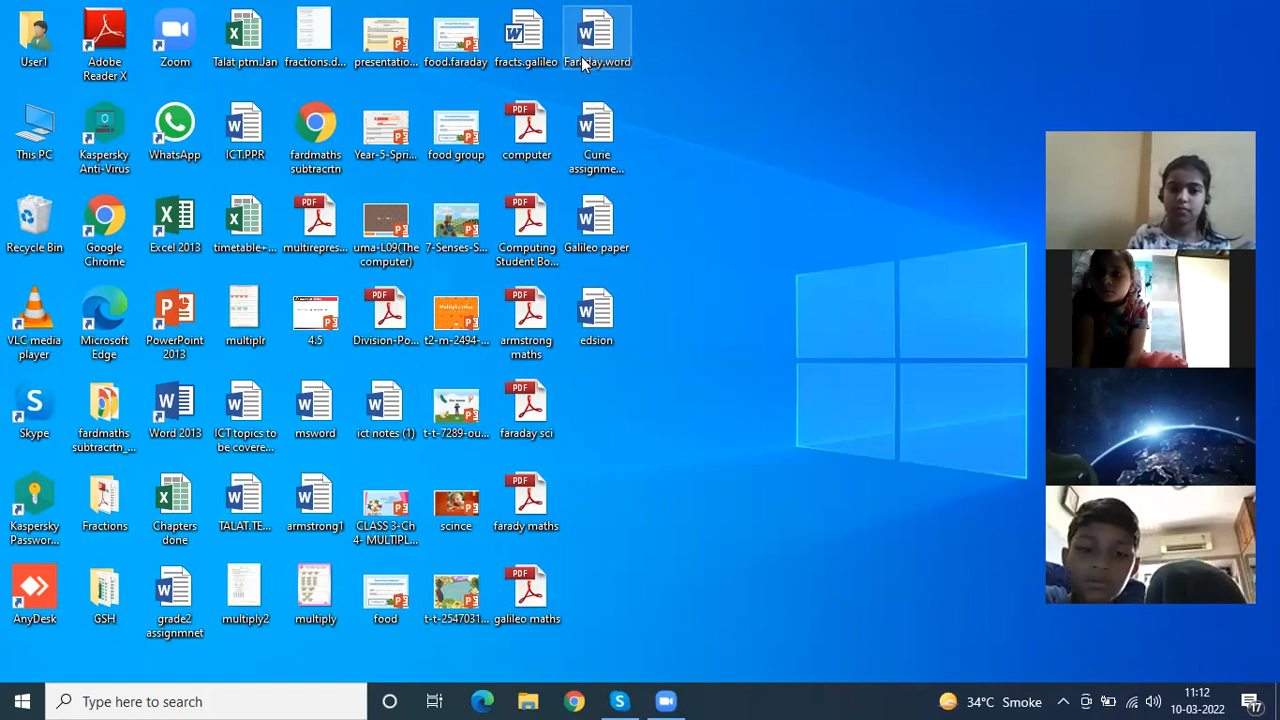 User1
Adobe
Reader X
Zoom
Talat ptm.Jan
fractions.d...
presentatio...
food.faraday
fracts.galileo
Faraday.word
This PC
Kaspersky
Anti-Virus
WhatsApp
ICT.PPR
fardmaths
subtracrtn
Year-5-Spri...
food group
computer
Curie
assignme...
Recycle Bin
Google
Chrome
Excel 2013
timetable+...
multirepres...
uma-L09(The
computer)
7-Senses-S...
Computing
Student Bo...
Galileo paper
VLC media
player
Microsoft
Edge
PowerPoint
2013
multiplr
4.5
Division-Po...
t2-m-2494-...
armstrong
maths
edsion
Skype
fardmaths
subtracrtn_...
Word 2013
ICT topics to
be covere...
msword
ict notes (1)
t-t-7289-ou...
faraday sci
Kaspersky
Passwor...
Fractions
Chapters
done
TALAT.TE...
armstrong1
CLASS 3-Ch
4- MULTIPL...
scince
farady maths
AnyDesk
GSH
grade2
assignmnet
multiply2
multiply
food
t-t-2547031...
galileo maths
Type here to search
34°C Smoke
11:12
10-03-2022
17